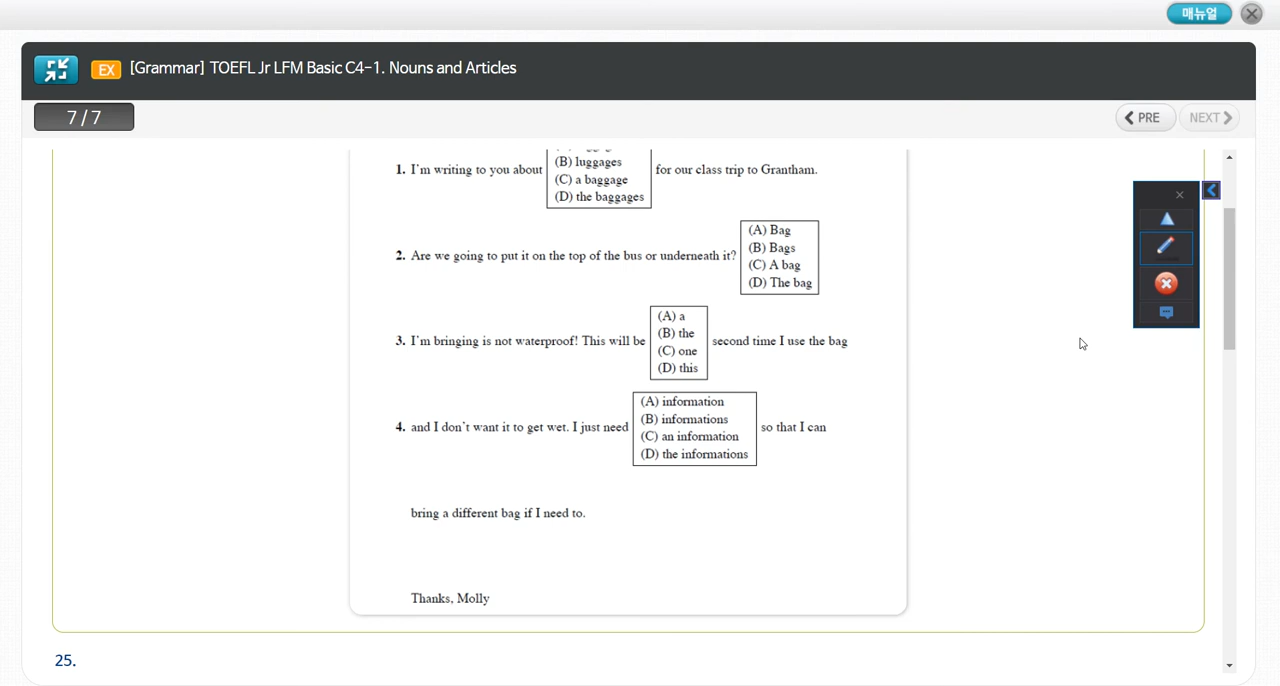 매뉴얼
EX [Grammar] TOEFL Jr LFM Basic C4-1. Nouns and Articles
7 / 7
PRE
NEXT
(B) luggages
1. I'm writing to you about
for our class trip to Grantham.
(C) a baggage
(D) the baggages
(A) Bag
(B) Bags
2. Are we going to put it on the top of the bus or underneath it?
(C) A bag
(D) The bag
(A) a
(B) the
3. I'm bringing is not waterproof! This will be
second time I use the bag
(C) one
(D) this
(A) information
(B) informations
4. and I don't want it to get wet. I just need
so that I can
(C) an information
(D) the informations
bring a different bag if I need to.
Thanks, Molly
25.